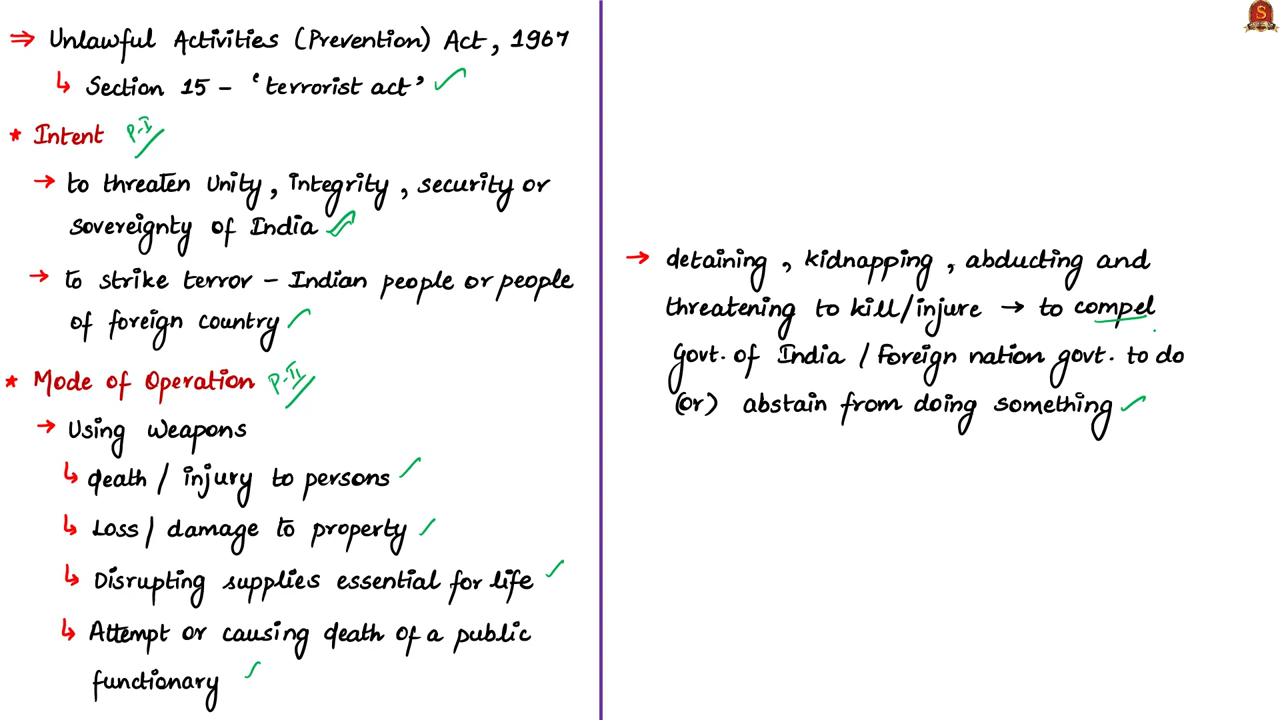 ⇒ Unlawful Activities (Prevention) Act, 1967
↳ Section 15 – 'terrorist act' ✓
* Intent P-I
→ to threaten Unity, integrity, security or
sovereignty of India ✓
→ to strike terror – Indian people or people
of foreign country ✓
* Mode of Operation P-II
→ Using weapons
↳ death / injury to persons ✓
↳ Loss / damage to property ✓
↳ Disrupting supplies essential for life ✓
↳ Attempt or causing death of a public
functionary ✓
→ detaining, kidnapping, abducting and
threatening to kill/injure → to compel
Govt. of India / Foreign nation govt. to do
(or) abstain from doing something ✓
S